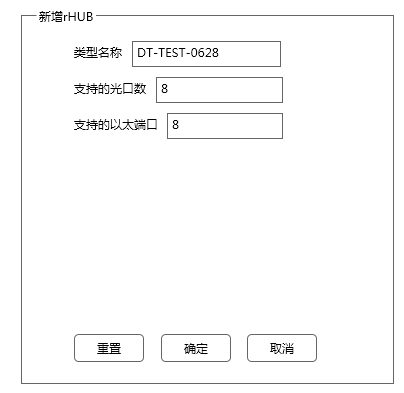 新增rHUB
类型名称 DT-TEST-0628
支持的光口数 8
支持的以太端口 8
重置 确定 取消